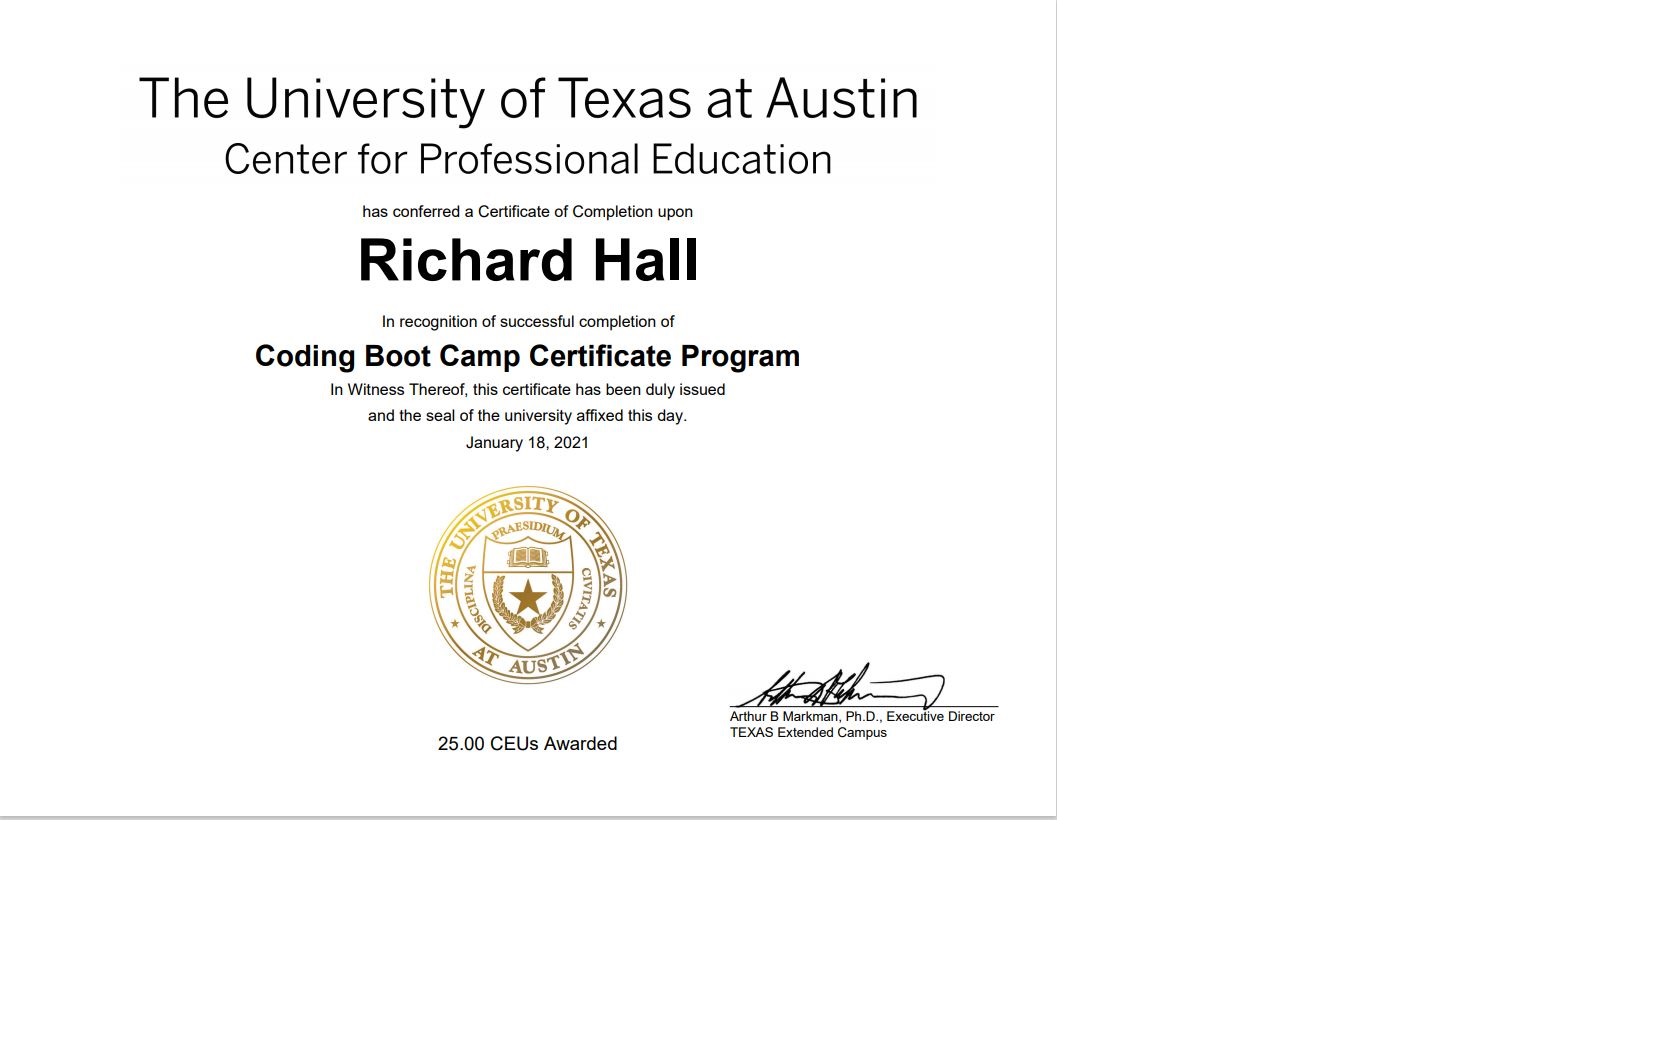 The University of Texas at Austin
Center for Professional Education
has conferred a Certificate of Completion upon
Richard Hall
In recognition of successful completion of
Coding Boot Camp Certificate Program
In Witness Thereof, this certificate has been duly issued
and the seal of the university affixed this day.
January 18, 2021
THE UNIVERSITY OF TEXAS
PRAESIDIUM
DISCIPLINA
CIVITATIS
AT AUSTIN
Arthur B Markman, Ph.D., Executive Director
TEXAS Extended Campus
25.00 CEUs Awarded